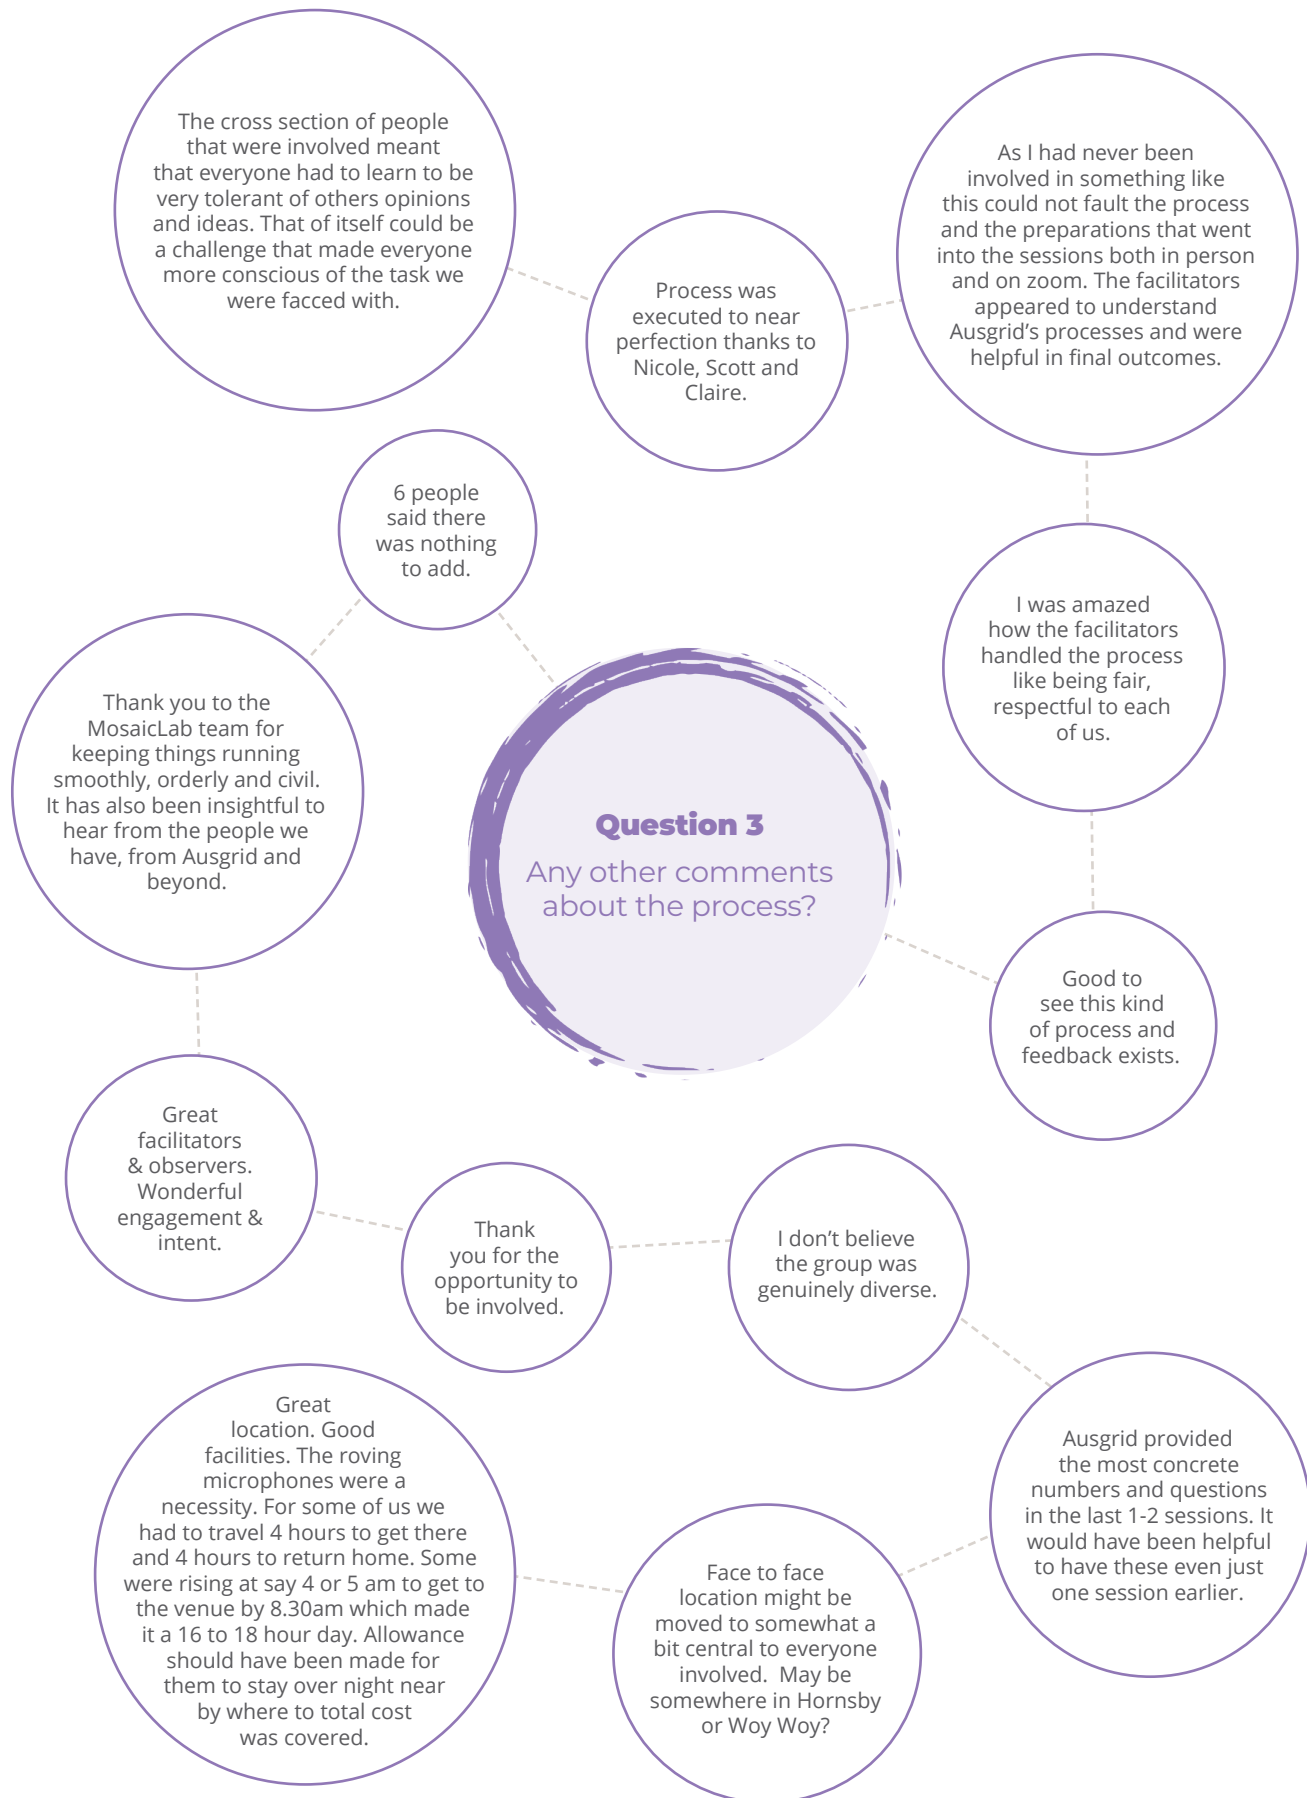 The cross section of people
that were involved meant
that everyone had to learn to be
very tolerant of others opinions
and ideas. That of itself could be
a challenge that made everyone
more conscious of the task we
were facced with.
Process was
executed to near
perfection thanks to
Nicole, Scott and
Claire.
As I had never been
involved in something like
this could not fault the process
and the preparations that went
into the sessions both in person
and on zoom. The facilitators
appeared to understand
Ausgrid’s processes and were
helpful in final outcomes.
6 people
said there
was nothing
to add.
I was amazed
how the facilitators
handled the process
like being fair,
respectful to each
of us.
Thank you to the
MosaicLab team for
keeping things running
smoothly, orderly and civil.
It has also been insightful to
hear from the people we
have, from Ausgrid and
beyond.
Question 3
Any other comments
about the process?
Good to
see this kind
of process and
feedback exists.
Great
facilitators
& observers.
Wonderful
engagement &
intent.
Thank
you for the
opportunity to
be involved.
I don’t believe
the group was
genuinely diverse.
Great
location. Good
facilities. The roving
microphones were a
necessity. For some of us we
had to travel 4 hours to get there
and 4 hours to return home. Some
were rising at say 4 or 5 am to get to
the venue by 8.30am which made
it a 16 to 18 hour day. Allowance
should have been made for
them to stay over night near
by where to total cost
was covered.
Face to face
location might be
moved to somewhat a
bit central to everyone
involved.  May be
somewhere in Hornsby
or Woy Woy?
Ausgrid provided
the most concrete
numbers and questions
in the last 1-2 sessions. It
would have been helpful
to have these even just
one session earlier.